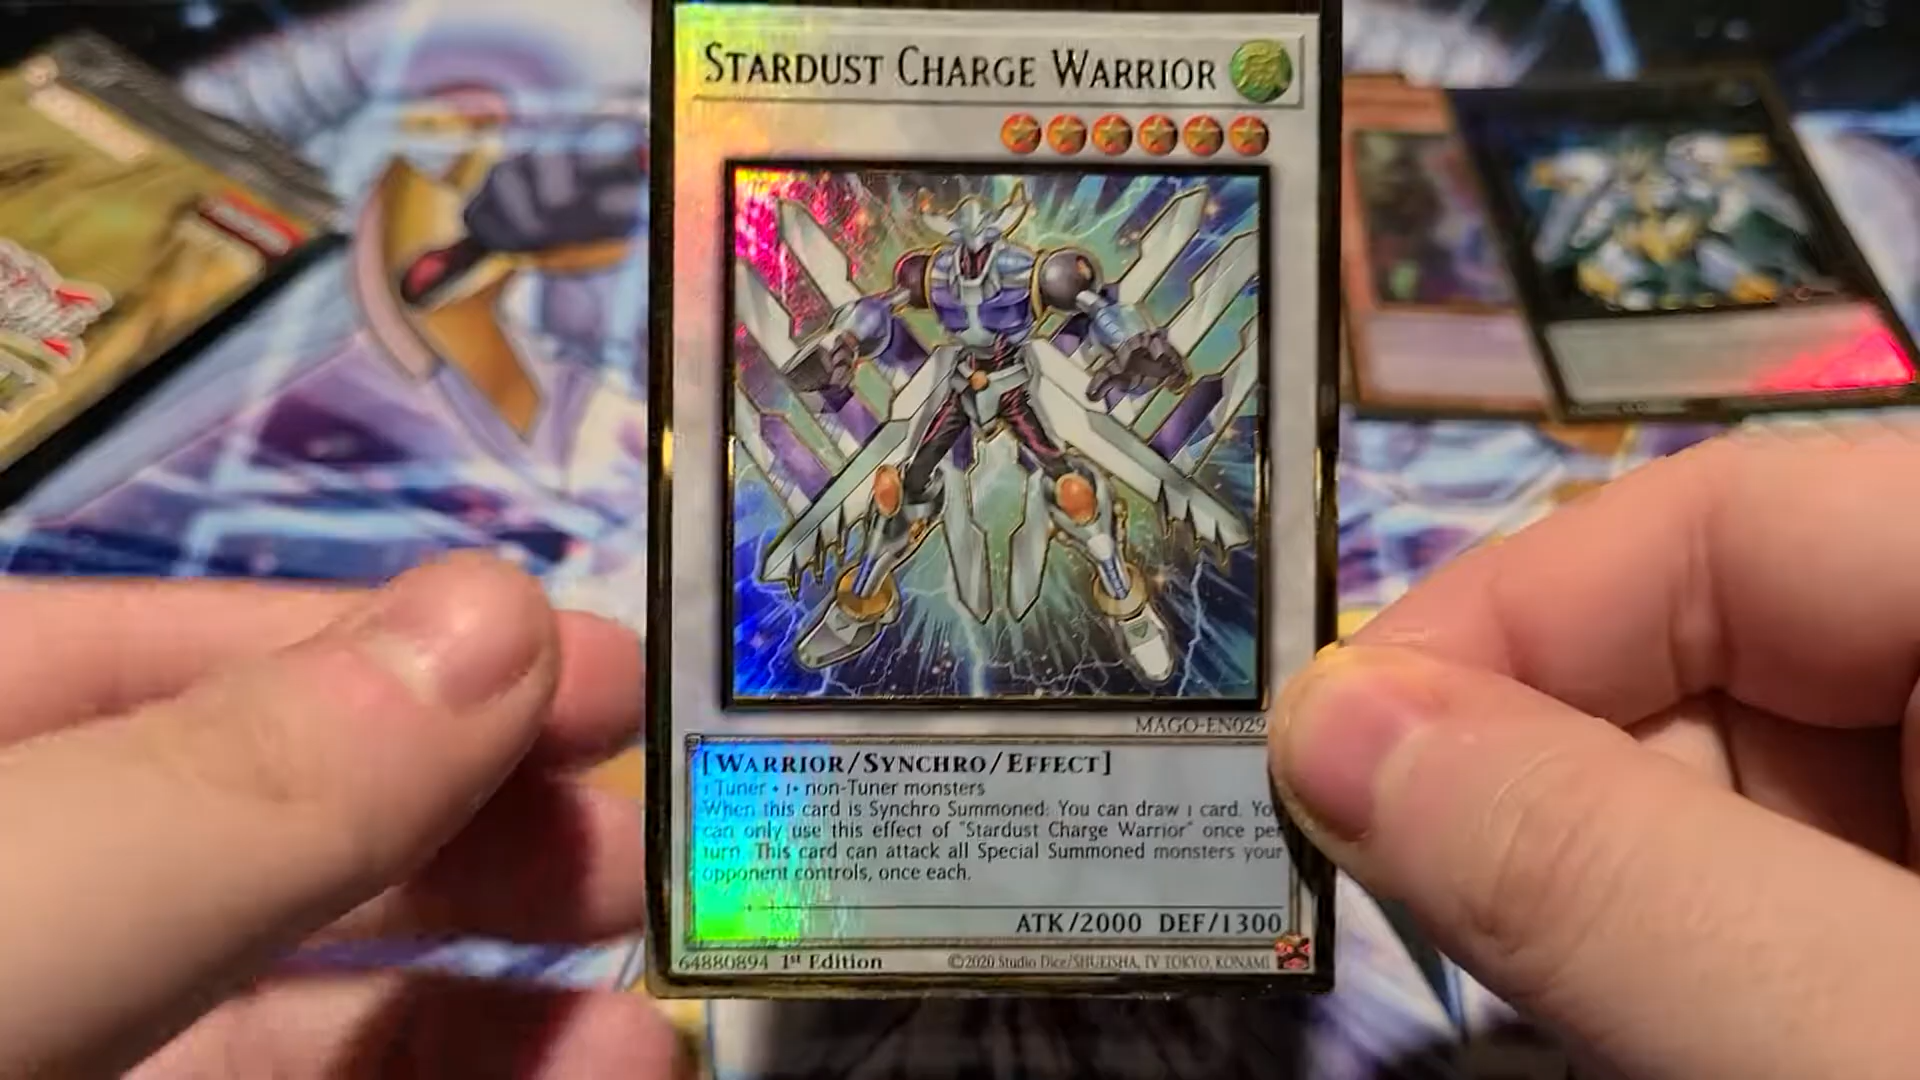 STARDUST CHARGE WARRIOR
MAGO-EN029
[WARRIOR/SYNCHRO/EFFECT]
1 Tuner + 1+ non-Tuner monsters
When this card is Synchro Summoned: You can draw 1 card. You
can only use this effect of "Stardust Charge Warrior" once per
turn. This card can attack all Special Summoned monsters your
opponent controls, once each.
ATK/2000 DEF/1300
64880894 1st Edition
©2020 Studio Dice/SHUEISHA, TV TOKYO, KONAMI